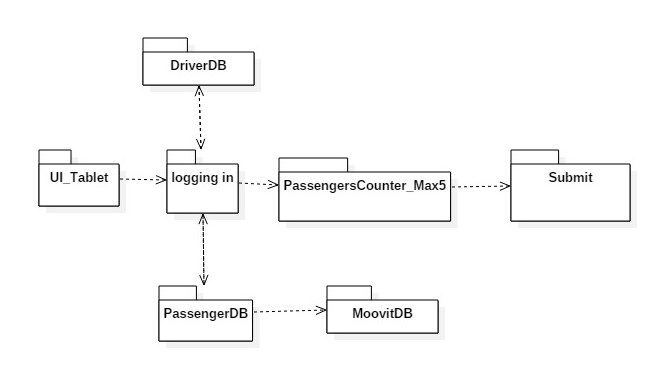 DriverDB
UI_Tablet
logging in
PassengersCounter_Max5
Submit
PassengerDB
MoovitDB